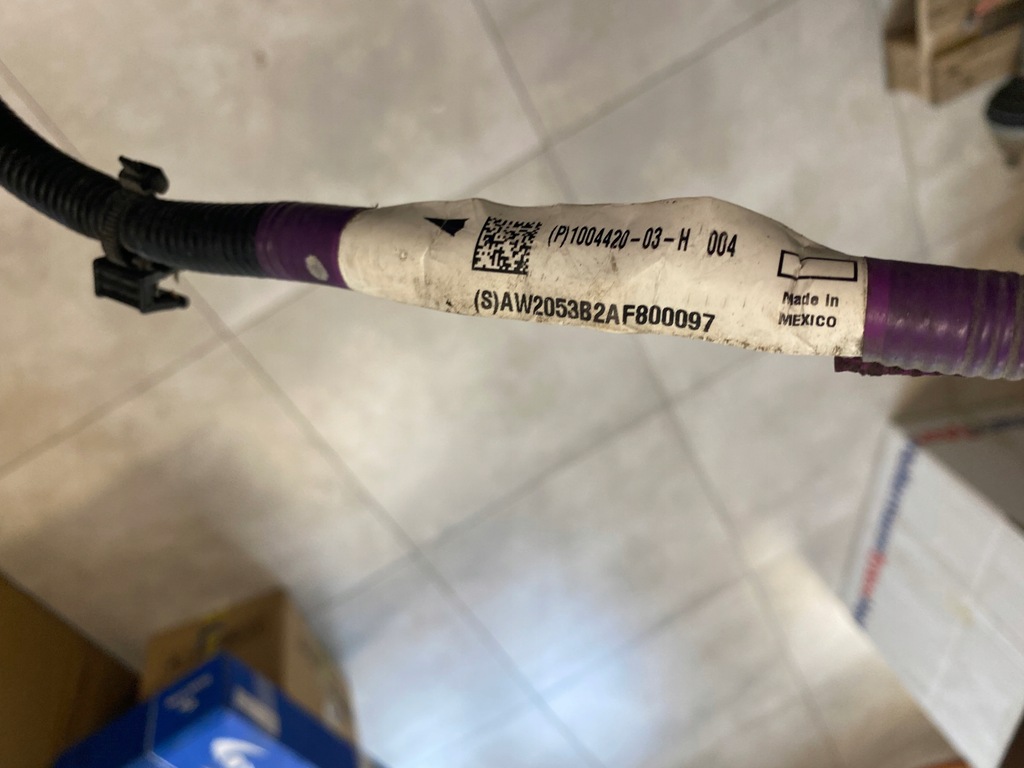 (P)1004420-03-H 004
(S)AW2053B2AF800097
Made In
MEXICO